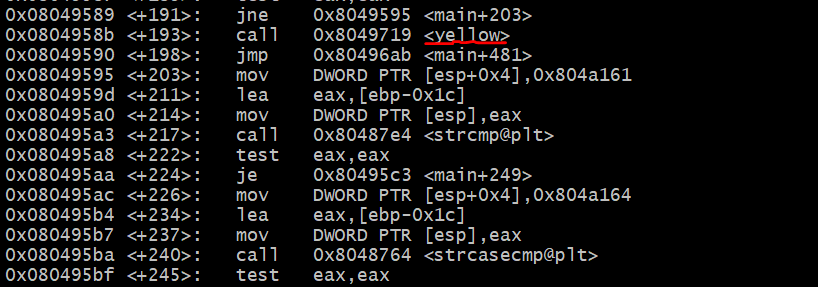 0x08049589 <+191>: jne 0x8049595 <main+203>
0x0804958b <+193>: call 0x8049719 <yellow>
0x08049590 <+198>: jmp 0x80496ab <main+481>
0x08049595 <+203>: mov DWORD PTR [esp+0x4],0x804a161
0x0804959d <+211>: lea eax,[ebp-0x1c]
0x080495a0 <+214>: mov DWORD PTR [esp],eax
0x080495a3 <+217>: call 0x80487e4 <strcmp@plt>
0x080495a8 <+222>: test eax,eax
0x080495aa <+224>: je 0x80495c3 <main+249>
0x080495ac <+226>: mov DWORD PTR [esp+0x4],0x804a164
0x080495b4 <+234>: lea eax,[ebp-0x1c]
0x080495b7 <+237>: mov DWORD PTR [esp],eax
0x080495ba <+240>: call 0x8048764 <strcasecmp@plt>
0x080495bf <+245>: test eax,eax